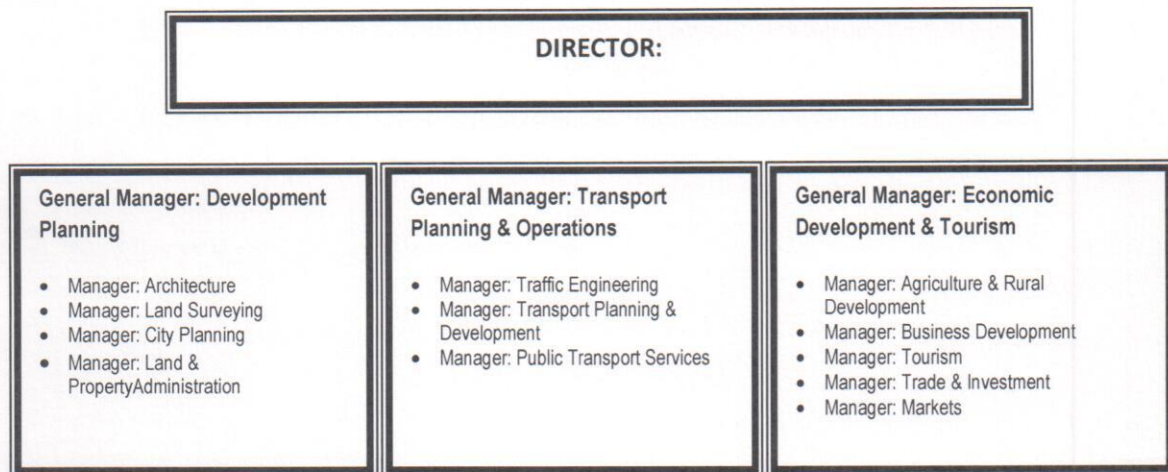 DIRECTOR:
General Manager: Development
Planning
• Manager: Architecture
• Manager: Land Surveying
• Manager: City Planning
• Manager: Land &
PropertyAdministration
General Manager: Transport
Planning & Operations
• Manager: Traffic Engineering
• Manager: Transport Planning &
Development
• Manager: Public Transport Services
General Manager: Economic
Development & Tourism
• Manager: Agriculture & Rural
Development
• Manager: Business Development
• Manager: Tourism
• Manager: Trade & Investment
• Manager: Markets